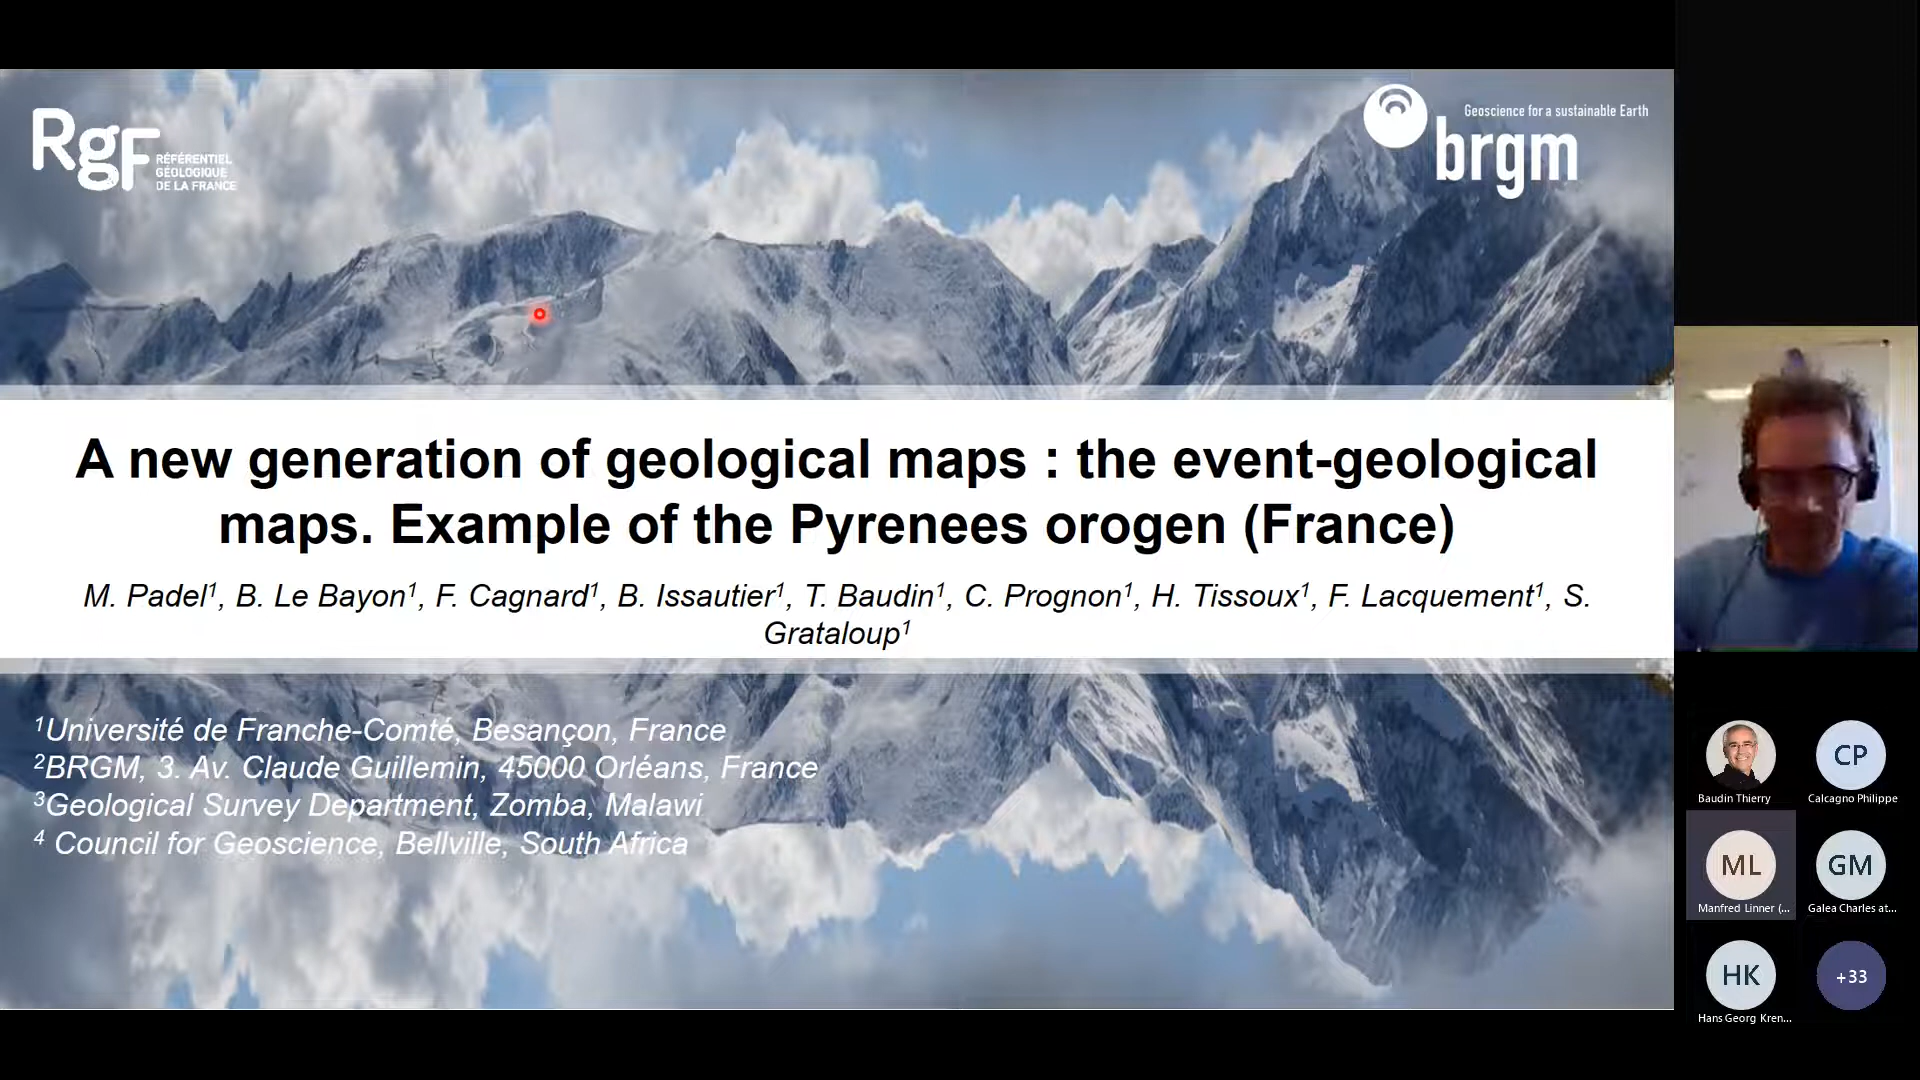 RgF
RÉFÉRENTIEL
GÉOLOGIQUE
DE LA FRANCE
Geoscience for a sustainable Earth
brgm
A new generation of geological maps : the event-geological
maps. Example of the Pyrenees orogen (France)
M. Padel¹, B. Le Bayon¹, F. Cagnard¹, B. Issautier¹, T. Baudin¹, C. Prognon¹, H. Tissoux¹, F. Lacquement¹, S.
Grataloup¹
¹Université de Franche-Comté, Besançon, France
²BRGM, 3. Av. Claude Guillemin, 45000 Orléans, France
³Geological Survey Department, Zomba, Malawi
⁴ Council for Geoscience, Bellville, South Africa
Baudin Thierry
CP
Calcagno Philippe
ML
Manfred Linner (...
GM
Galea Charles at...
HK
Hans Georg Kren...
+33